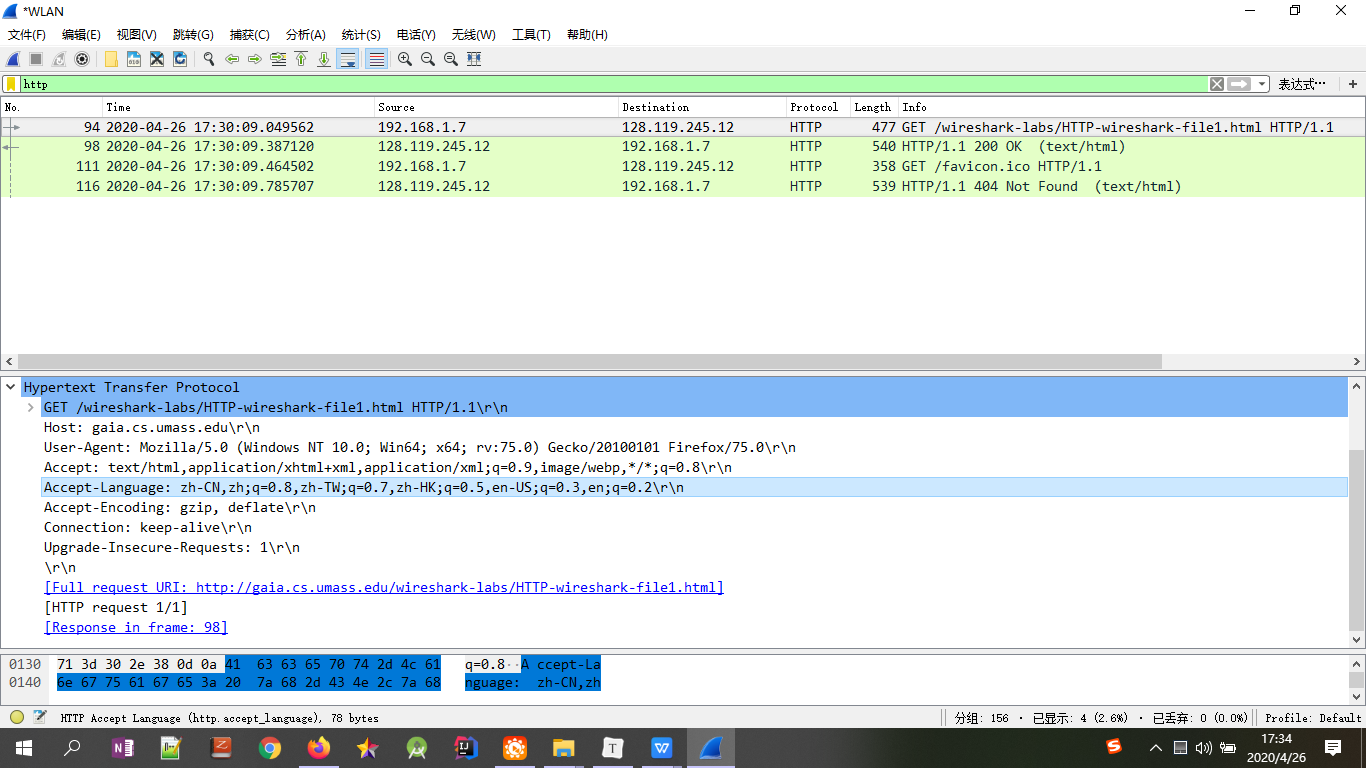 *WLAN
文件(F) 编辑(E) 视图(V) 跳转(G) 捕获(C) 分析(A) 统计(S) 电话(Y) 无线(W) 工具(T) 帮助(H)
http 表达式… +
No. Time Source Destination Protocol Length Info
94 2020-04-26 17:30:09.049562 192.168.1.7 128.119.245.12 HTTP 477 GET /wireshark-labs/HTTP-wireshark-file1.html HTTP/1.1
98 2020-04-26 17:30:09.387120 128.119.245.12 192.168.1.7 HTTP 540 HTTP/1.1 200 OK (text/html)
111 2020-04-26 17:30:09.464502 192.168.1.7 128.119.245.12 HTTP 358 GET /favicon.ico HTTP/1.1
116 2020-04-26 17:30:09.785707 128.119.245.12 192.168.1.7 HTTP 539 HTTP/1.1 404 Not Found (text/html)
Hypertext Transfer Protocol
GET /wireshark-labs/HTTP-wireshark-file1.html HTTP/1.1\r\n
Host: gaia.cs.umass.edu\r\n
User-Agent: Mozilla/5.0 (Windows NT 10.0; Win64; x64; rv:75.0) Gecko/20100101 Firefox/75.0\r\n
Accept: text/html,application/xhtml+xml,application/xml;q=0.9,image/webp,*/*;q=0.8\r\n
Accept-Language: zh-CN,zh;q=0.8,zh-TW;q=0.7,zh-HK;q=0.5,en-US;q=0.3,en;q=0.2\r\n
Accept-Encoding: gzip, deflate\r\n
Connection: keep-alive\r\n
Upgrade-Insecure-Requests: 1\r\n
\r\n
[Full request URI: http://gaia.cs.umass.edu/wireshark-labs/HTTP-wireshark-file1.html]
[HTTP request 1/1]
[Response in frame: 98]
0130 71 3d 30 2e 38 0d 0a 41 63 63 65 70 74 2d 4c 61 q=0.8··A ccept-La
0140 6e 67 75 61 67 65 3a 20 7a 68 2d 43 4e 2c 7a 68 nguage: zh-CN,zh
HTTP Accept Language (http.accept_language), 78 bytes 分组: 156 · 已显示: 4 (2.6%) · 已丢弃: 0 (0.0%) Profile: Default
17:34
2020/4/26